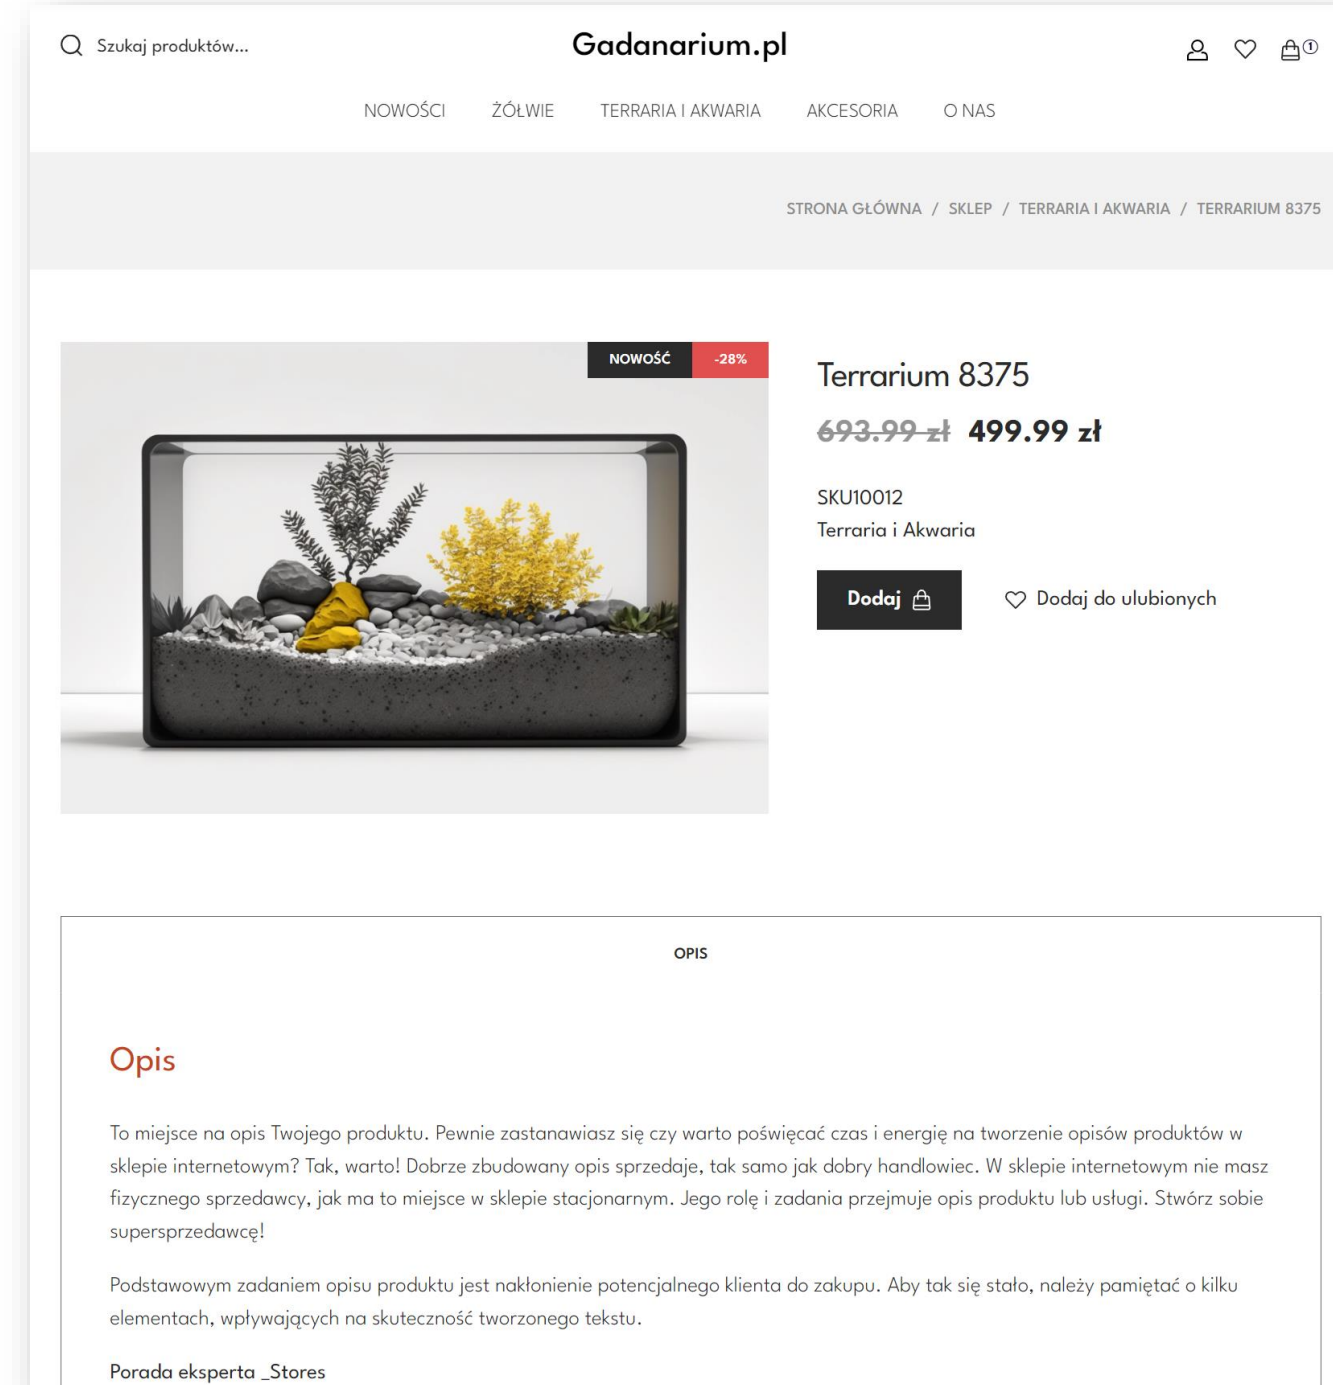 Szukaj produktów...
Gadanarium.pl
1
NOWOŚCI ŻÓŁWIE TERRARIA I AKWARIA AKCESORIA O NAS
STRONA GŁÓWNA / SKLEP / TERRARIA I AKWARIA / TERRARIUM 8375
NOWOŚĆ -28%
Terrarium 8375
693.99 zł 499.99 zł
SKU10012
Terraria i Akwaria
Dodaj
Dodaj do ulubionych
OPIS
Opis
To miejsce na opis Twojego produktu. Pewnie zastanawiasz się czy warto poświęcać czas i energię na tworzenie opisów produktów w
sklepie internetowym? Tak, warto! Dobrze zbudowany opis sprzedaje, tak samo jak dobry handlowiec. W sklepie internetowym nie masz
fizycznego sprzedawcy, jak ma to miejsce w sklepie stacjonarnym. Jego rolę i zadania przejmuje opis produktu lub usługi. Stwórz sobie
supersprzedawcę!
Podstawowym zadaniem opisu produktu jest nakłonienie potencjalnego klienta do zakupu. Aby tak się stało, należy pamiętać o kilku
elementach, wpływających na skuteczność tworzonego tekstu.
Porada eksperta _Stores